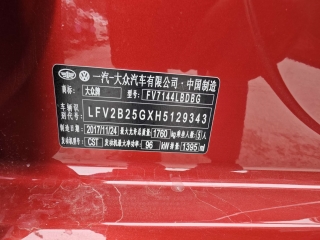 一汽-大众汽车有限公司·中国制造
品牌: 大众牌 型号: FV7144LBDBG
车辆识别代号: LFV2B25GXH5129343
制造年月: 2017/11/24 最大允许总质量: 1760 kg 乘坐人数: (5)人
发动机型号: CST 发动机最大净功率: 96 kW 排量: 1395 ml